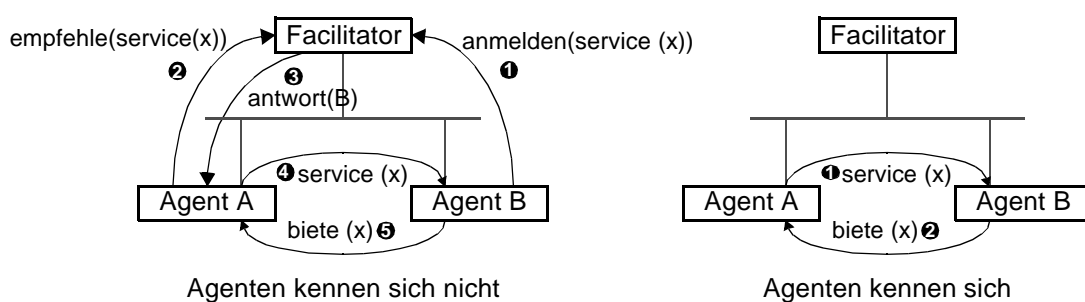 Facilitator
empfehle(service(x))
anmelden(service (x))
❷
❶
❸
antwort(B)
❹service (x)
Agent A
Agent B
biete (x)❺
Agenten kennen sich nicht
Facilitator
❶service (x)
Agent A
Agent B
biete (x)❷
Agenten kennen sich